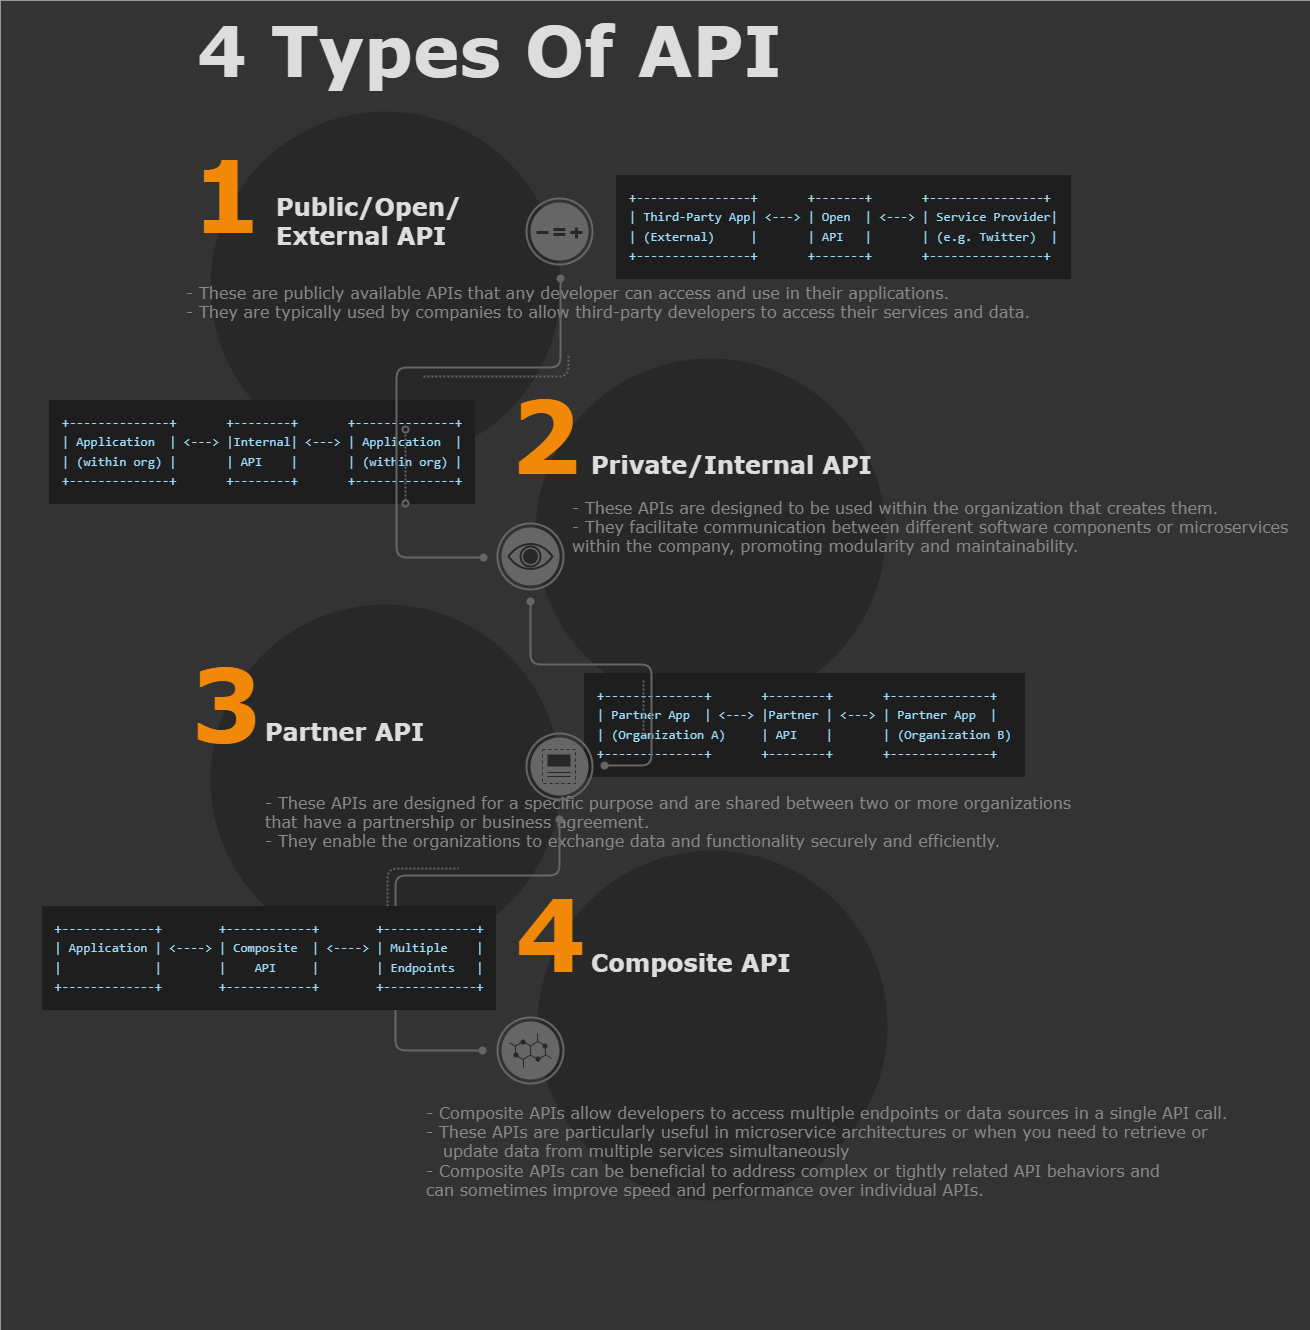 4 Types Of API
1
Public/Open/
External API
+----------------+       +-------+       +----------------+
| Third-Party App| <---> | Open  | <---> | Service Provider|
| (External)     |       | API   |       | (e.g. Twitter)  |
+----------------+       +-------+       +----------------+
- These are publicly available APIs that any developer can access and use in their applications.
- They are typically used by companies to allow third-party developers to access their services and data.
+--------------+       +--------+       +--------------+
| Application  | <---> |Internal| <---> | Application  |
| (within org) |       | API    |       | (within org) |
+--------------+       +--------+       +--------------+
2
Private/Internal API
- These APIs are designed to be used within the organization that creates them.
- They facilitate communication between different software components or microservices
within the company, promoting modularity and maintainability.
3
Partner API
+--------------+       +--------+       +--------------+
| Partner App  | <---> |Partner | <---> | Partner App  |
| (Organization A)     | API    |       | (Organization B)
+--------------+       +--------+       +--------------+
- These APIs are designed for a specific purpose and are shared between two or more organizations
that have a partnership or business agreement.
- They enable the organizations to exchange data and functionality securely and efficiently.
+-------------+        +------------+        +-------------+
| Application | <----> | Composite  | <----> | Multiple    |
|             |        |    API     |        | Endpoints   |
+-------------+        +------------+        +-------------+
4
Composite API
- Composite APIs allow developers to access multiple endpoints or data sources in a single API call.
- These APIs are particularly useful in microservice architectures or when you need to retrieve or
update data from multiple services simultaneously
- Composite APIs can be beneficial to address complex or tightly related API behaviors and
can sometimes improve speed and performance over individual APIs.